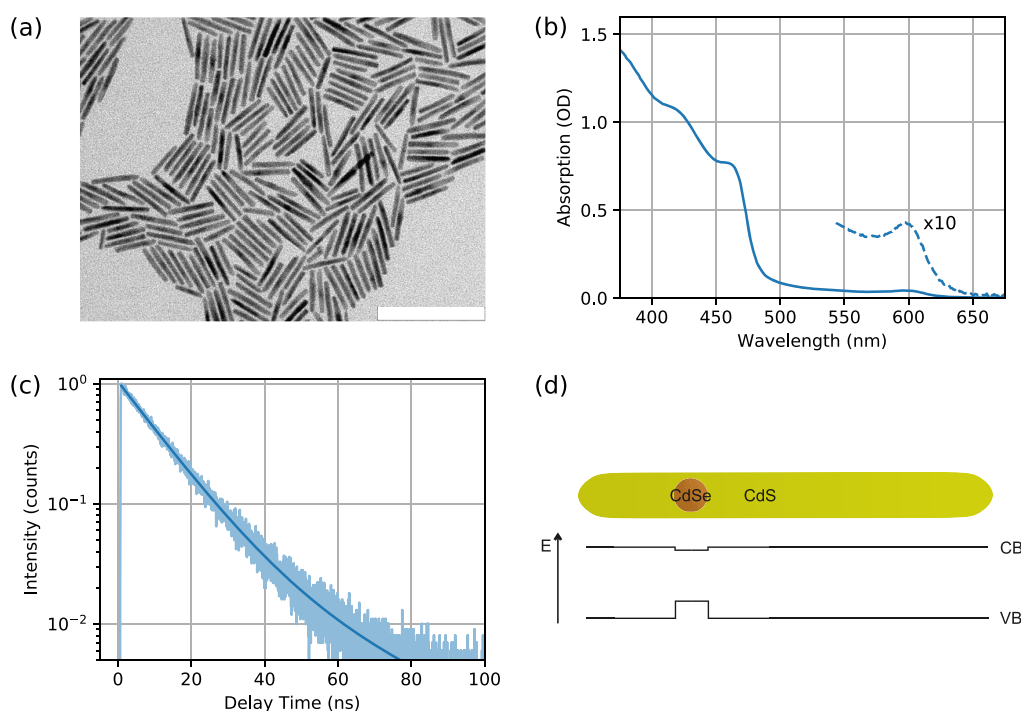 (a)
(b)
1.5
1.0
0.5
0.0
Absorption (OD)
x10
400 450 500 550 600 650
Wavelength (nm)
(c)
10⁰
10⁻¹
10⁻²
Intensity (counts)
0 20 40 60 80 100
Delay Time (ns)
(d)
CdSe CdS
E
CB
VB